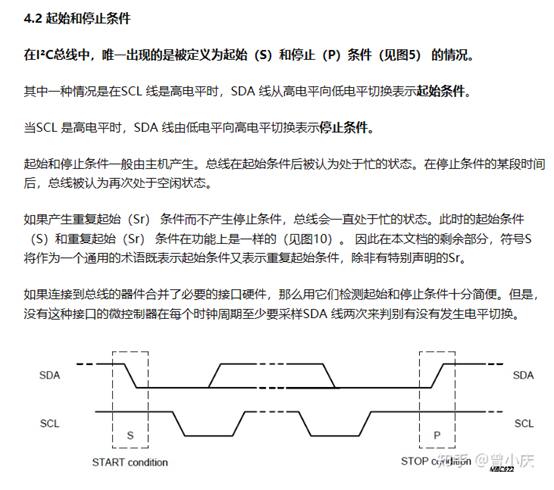 4.2 起始和停止条件
在I²C总线中，唯一出现的是被定义为起始（S）和停止（P）条件（见图5） 的情况。
其中一种情况是在SCL 线是高电平时，SDA 线从高电平向低电平切换表示起始条件。
当SCL 是高电平时，SDA 线由低电平向高电平切换表示停止条件。
起始和停止条件一般由主机产生。总线在起始条件后被认为处于忙的状态。在停止条件的某段时间
后，总线被认为再次处于空闲状态。
如果产生重复起始（Sr） 条件而不产生停止条件，总线会一直处于忙的状态。此时的起始条件
（S）和重复起始（Sr） 条件在功能上是一样的（见图10）。 因此在本文档的剩余部分，符号S
将作为一个通用的术语既表示起始条件又表示重复起始条件，除非有特别声明的Sr。
如果连接到总线的器件合并了必要的接口硬件，那么用它们检测起始和停止条件十分简便。但是，
没有这种接口的微控制器在每个时钟周期至少要采样SDA 线两次来判别有没有发生电平切换。
SDA SDA
SCL SCL
S P
START condition STOP condition
知乎 @曾小庆